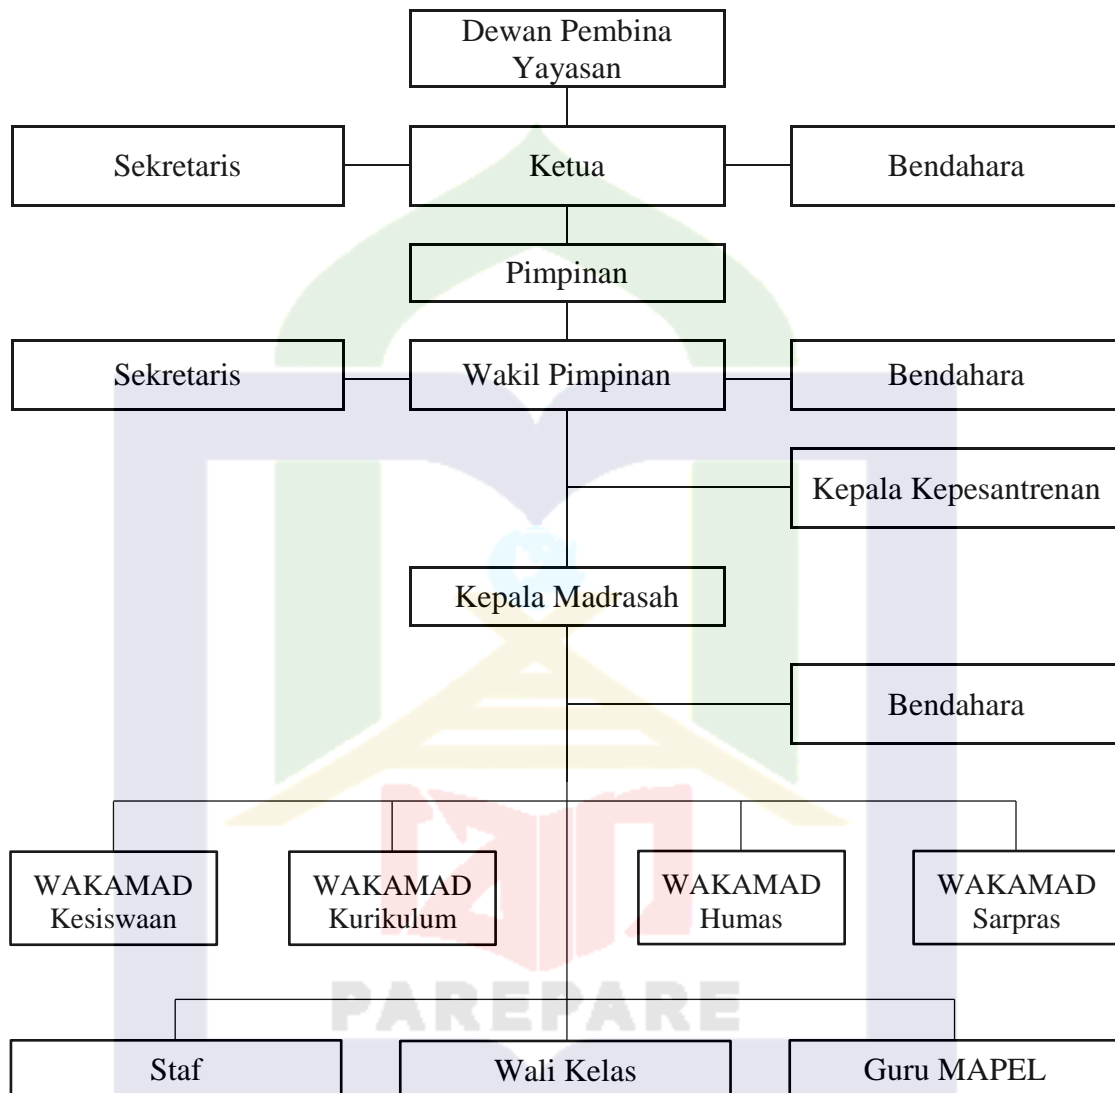 Dewan Pembina
Yayasan
Sekretaris
Ketua
Bendahara
Pimpinan
Sekretaris
Wakil Pimpinan
Bendahara
Kepala Kepesantrenan
Kepala Madrasah
Bendahara
WAKAMAD
Kesiswaan
WAKAMAD
Kurikulum
WAKAMAD
Humas
WAKAMAD
Sarpras
PAREPARE
Staf
Wali Kelas
Guru MAPEL